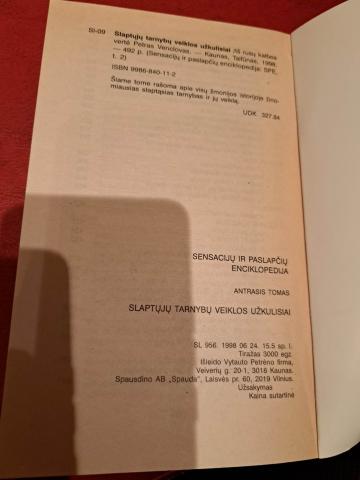 Sl-09 Slaptųjų tarnybų veiklos užkulisiai /Iš rusų kalbos
vertė Petras Venclovas. — Kaunas, Taifūnas, 1998.
— 492 p. (Sensacijų ir paslapčių enciklopedija: SPE,
t. 2)
ISBN 9986-840-11-2
Šiame tome rašoma apie visų žmonijos istorijoje žino-
miausias slaptąsias tarnybas ir jų veiklą.
UDK 327.84
SENSACIJŲ IR PASLAPČIŲ
ENCIKLOPEDIJA
ANTRASIS TOMAS
SLAPTŲJŲ TARNYBŲ VEIKLOS UŽKULISIAI
SL 956. 1998 06 24. 15.5 sp. l.
Tiražas 3000 egz.
Išleido Vytauto Petrėno firma,
Veiverių g. 20-1, 3018 Kaunas.
Spausdino AB „Spauda", Laisvės pr. 60, 2019 Vilnius.
Užsakymas
Kaina sutartinė